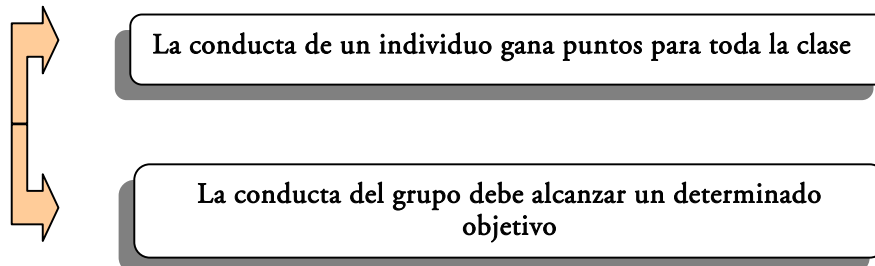 La conducta de un individuo gana puntos para toda la clase
La conducta del grupo debe alcanzar un determinado
objetivo